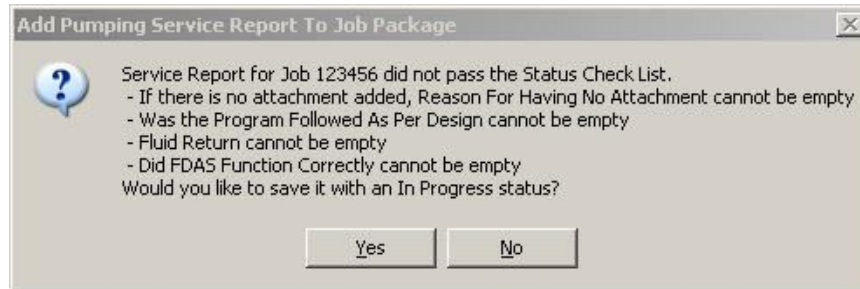 Add Pumping Service Report To Job Package
Service Report for Job 123456 did not pass the Status Check List.
- If there is no attachment added, Reason For Having No Attachment cannot be empty
- Was the Program Followed As Per Design cannot be empty
- Fluid Return cannot be empty
- Did FDAS Function Correctly cannot be empty
Would you like to save it with an In Progress status?
Yes No